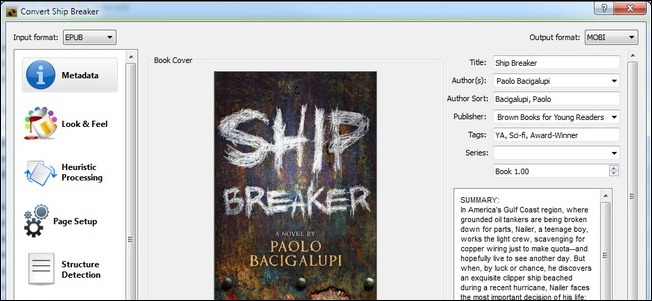 Convert Ship Breaker
Input format: EPUB
Output format: MOBI
Metadata
Look & Feel
Heuristic
Processing
Page Setup
Structure
Detection
Book Cover
SHIP
BREAKER
A NOVEL BY
PAOLO
BACIGALUPI
Title: Ship Breaker
Author(s): Paolo Bacigalupi
Author Sort: Bacigalupi, Paolo
Publisher: Brown Books for Young Readers
Tags: YA, Sci-fi, Award-Winner
Series:
Book 1.00
SUMMARY:
In America's Gulf Coast region, where
grounded oil tankers are being broken
down for parts, Nailer, a teenage boy,
works the light crew, scavenging for
copper wiring just to make quota--and
hopefully live to see another day. But
when, by luck or chance, he discovers
an exquisite clipper ship beached
during a recent hurricane, Nailer faces
the most important decision of his life: